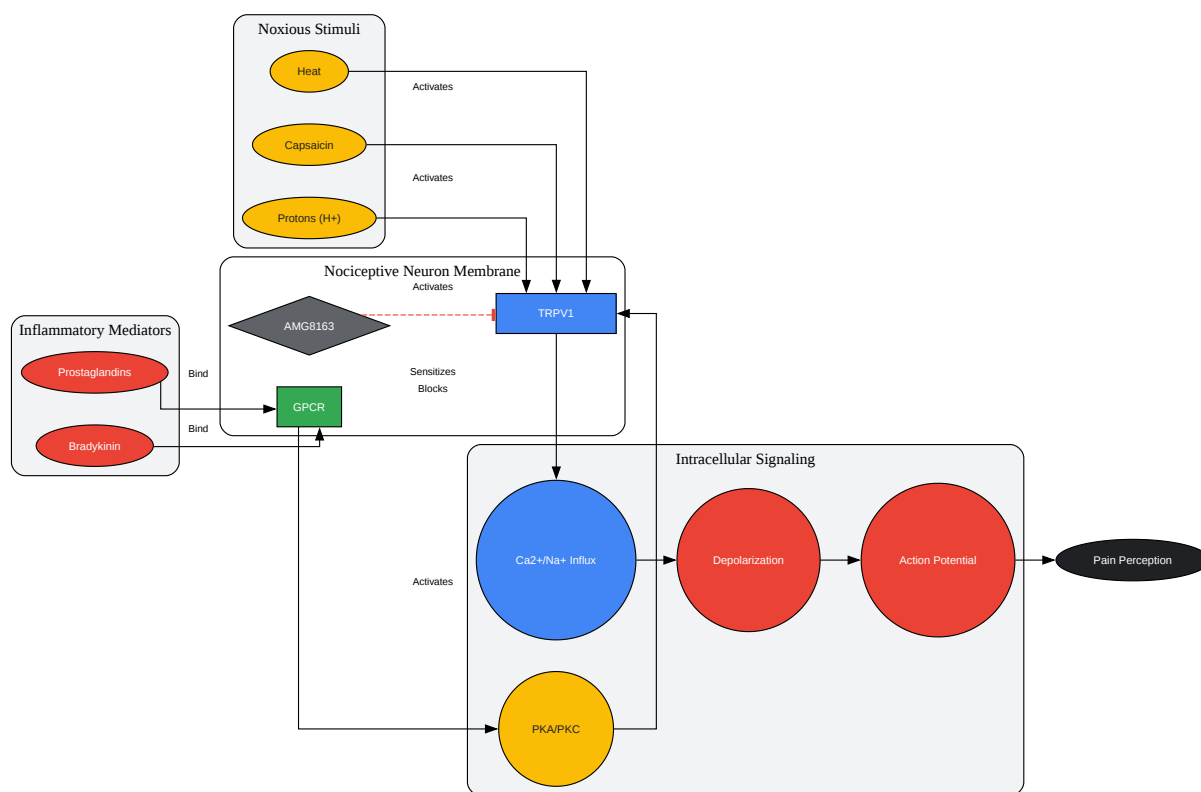 Noxious Stimuli
Heat
Activates
Capsaicin
Activates
Protons (H+)
Nociceptive Neuron Membrane
Activates
TRPV1
AMG8163
Inflammatory Mediators
Prostaglandins
Bind
Sensitizes
Blocks
GPCR
Bind
Bradykinin
Intracellular Signaling
Ca2+/Na+ Influx
Depolarization
Action Potential
Pain Perception
Activates
PKA/PKC